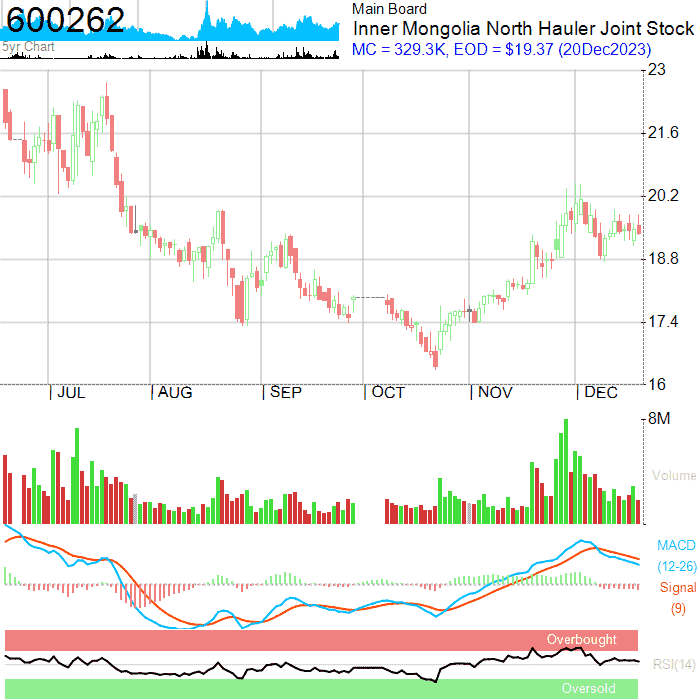 600262
5yr Chart
Main Board
Inner Mongolia North Hauler Joint Stock
MC = 329.3K, EOD = $19.37 (20Dec2023)
23
21.6
20.2
18.8
17.4
16
JUL AUG SEP OCT NOV DEC
8M
Volume
MACD
(12-26)
Signal
(9)
Overbought
RSI(14)
Oversold